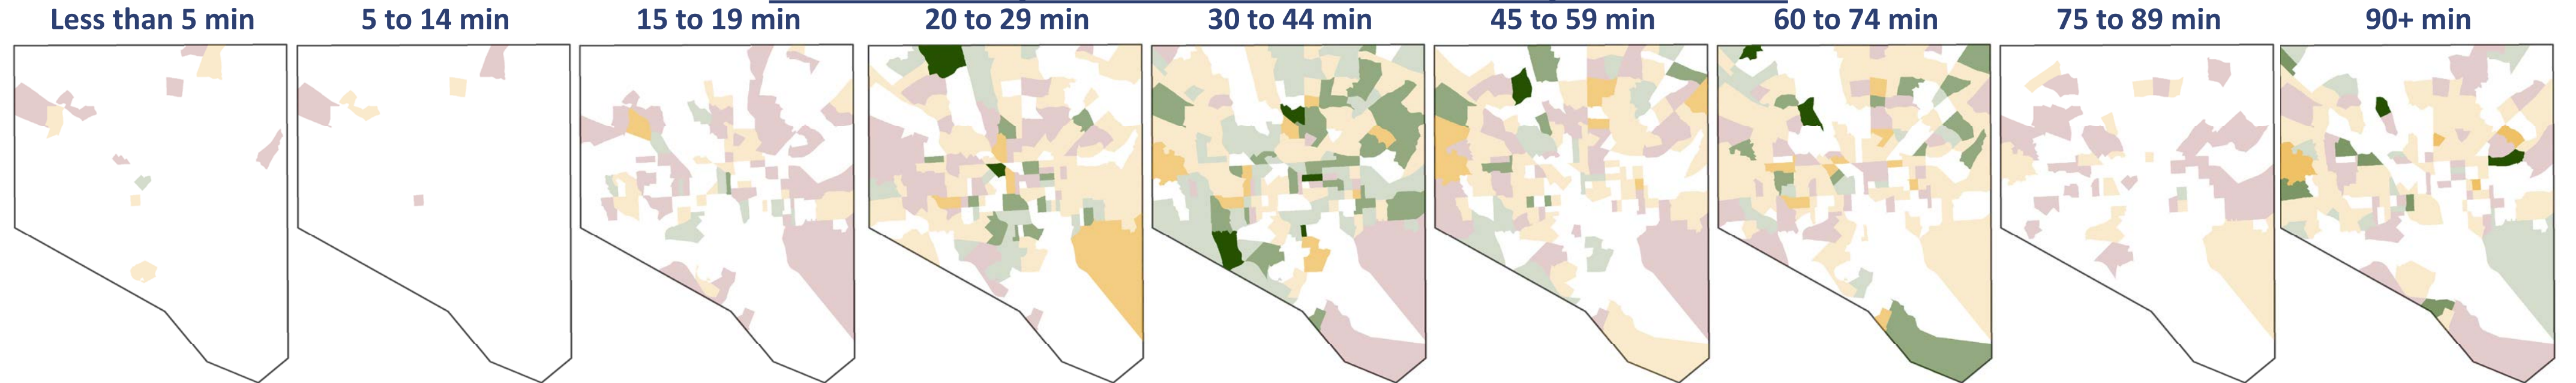 Less than 5 min
5 to 14 min
15 to 19 min
20 to 29 min
30 to 44 min
45 to 59 min
60 to 74 min
75 to 89 min
90+ min